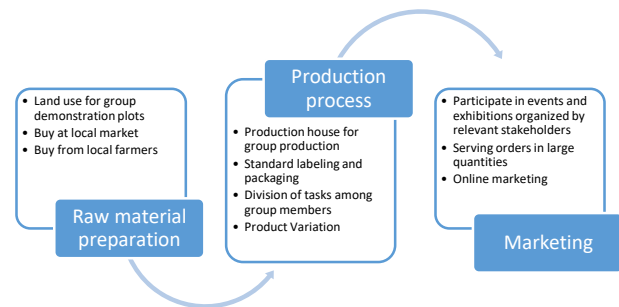 • Land use for group
demonstration plots
• Buy at local market
• Buy from local farmers
Raw material
preparation
Production
process
• Production house for
group production
• Standard labeling and
packaging
• Division of tasks among
group members
• Product Variation
• Participate in events and
exhibitions organized by
relevant stakeholders
• Serving orders in large
quantities
• Online marketing
Marketing